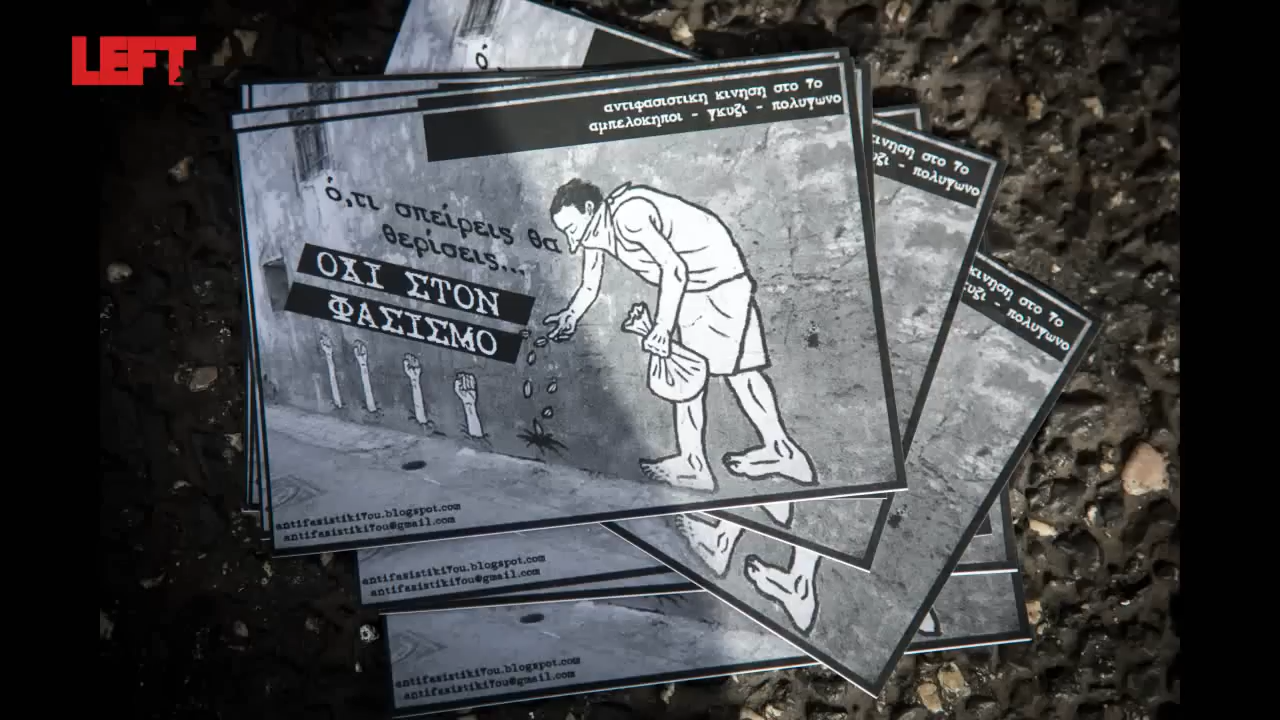 LEFT
ό,
αντιφασιστικη κινηση στο 7ο
αμπελοκηποι - γκυζι - πολυγωνο
ό,τι σπείρεις θα
θερίσεις...
ΟΧΙ ΣΤΟΝ
ΦΑΣΙΣΜΟ
antifasistiki7ou.blogspot.com
antifasistiki7ou@gmail.com
κινηση στο 7ο
- πολυγωνο
κινηση στο 7ο
- πολυγωνο
antifasistiki7ou.blogspot.com
antifasistiki7ou@gmail.com
antifasistiki7ou.blogspot.com
antifasistiki7ou@gmail.com